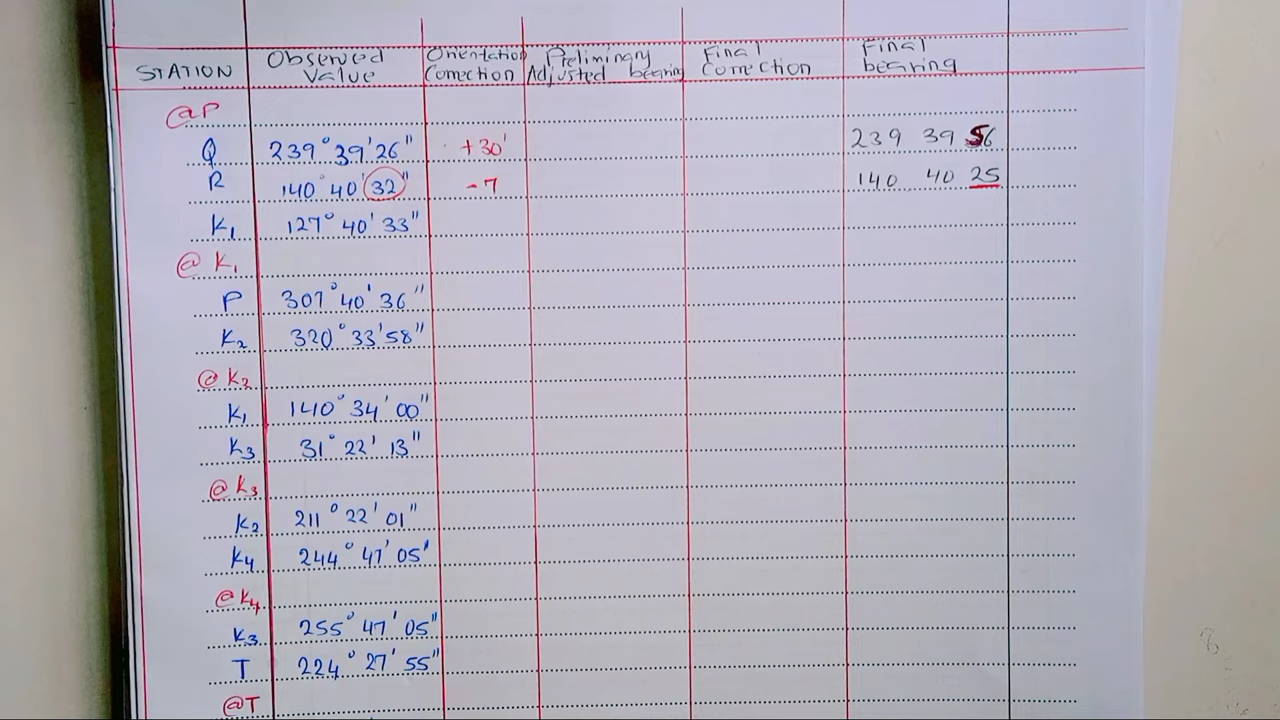 STATION Observed Value Orientation Correction Preliminary Adjusted bearing Final Correction Final bearing
@P
Q 239° 39' 26" +30' 239 39 56
R 140° 40' 32" -7 140 40 25
K1 127° 40' 33"
@ K1
P 307° 40' 36"
K2 320° 33' 58"
@ K2
K1 140° 34' 00"
K3 31° 22' 13"
@ K3
K2 211° 22' 01"
K4 244° 47' 05"
@ K4
K3 255° 47' 05"
T 224° 27' 55"
@T